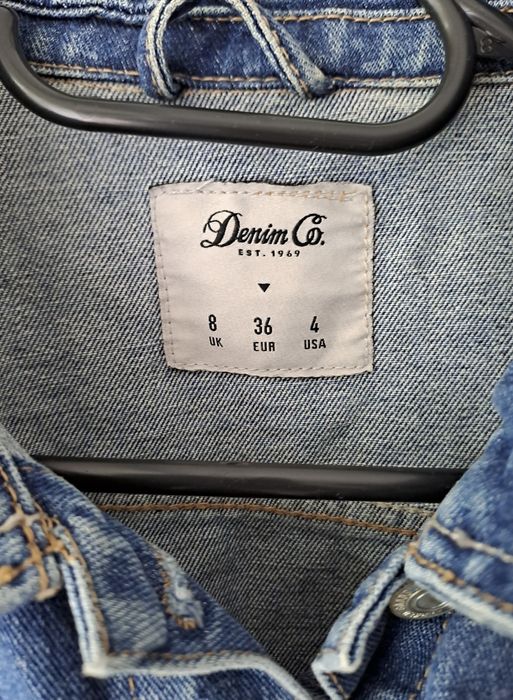 Denim Co.
EST. 1969
8 36 4
UK EUR USA